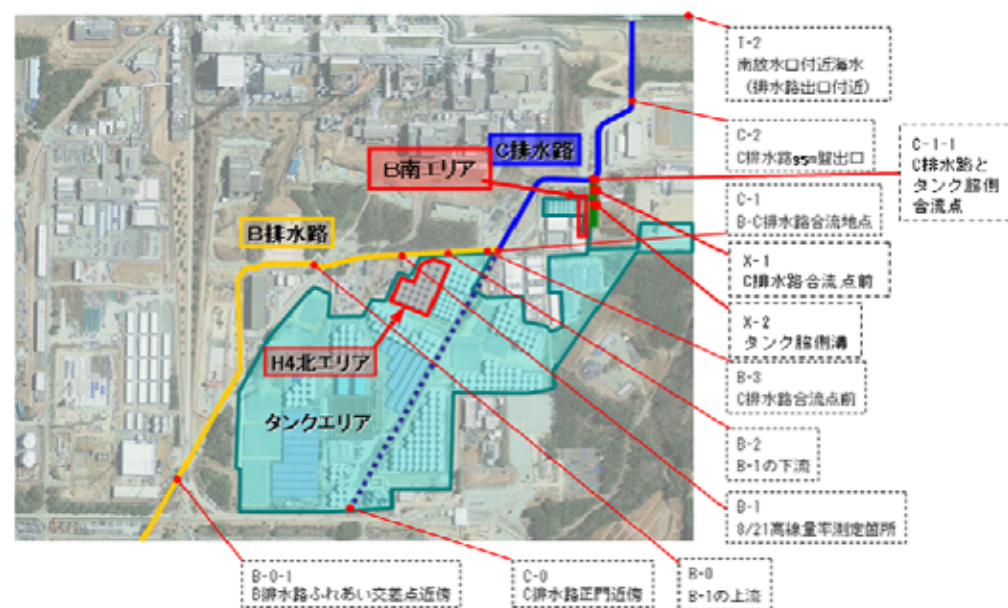 T-2
南放水口付近海水
(排水路出口付近)
C-2
C排水路35m盤出口
C-1-1
C排水路と
タンク脇側
合流点
C排水路
B南エリア
C-1
B-C排水路合流地点
B排水路
X-1
C排水路合流点前
X-2
タンク脇側溝
H4北エリア
B-3
C排水路合流点前
タンクエリア
B-2
B-1の下流
B-1
8/21高線量率測定箇所
B-0-1
B排水路ふれあい交差点近傍
C-0
C排水路正門近傍
B-0
B-1の上流